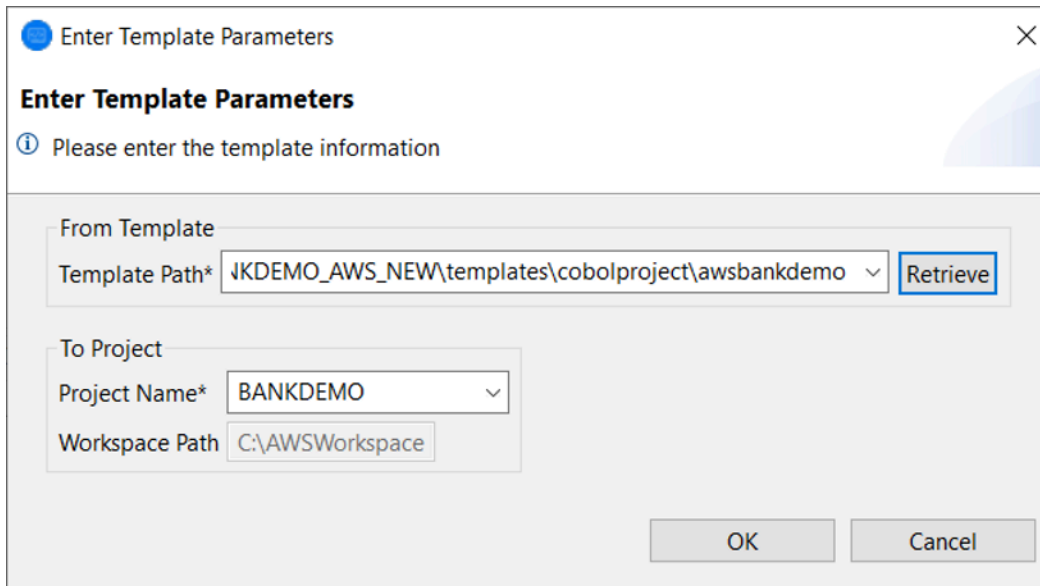 Enter Template Parameters
Enter Template Parameters
Please enter the template information
From Template
Template Path* \KDEMO_AWS_NEW\templates\cobolproject\awsbankdemo Retrieve
To Project
Project Name* BANKDEMO
Workspace Path C:\AWSWorkspace
OK Cancel